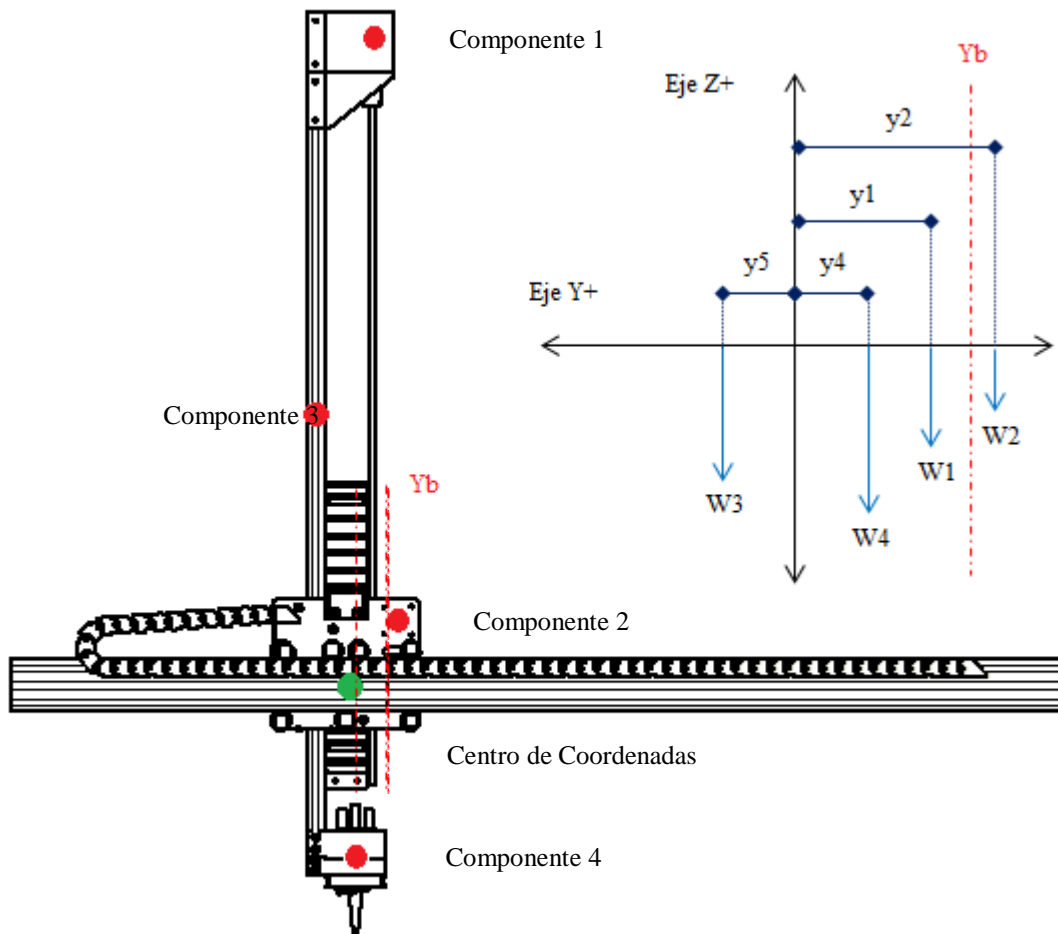 Componente 1
Yb
Eje Z+
y2
y1
y5
y4
Eje Y+
W2
W1
W3
W4
Componente 3
Yb
Componente 2
Centro de Coordenadas
Componente 4